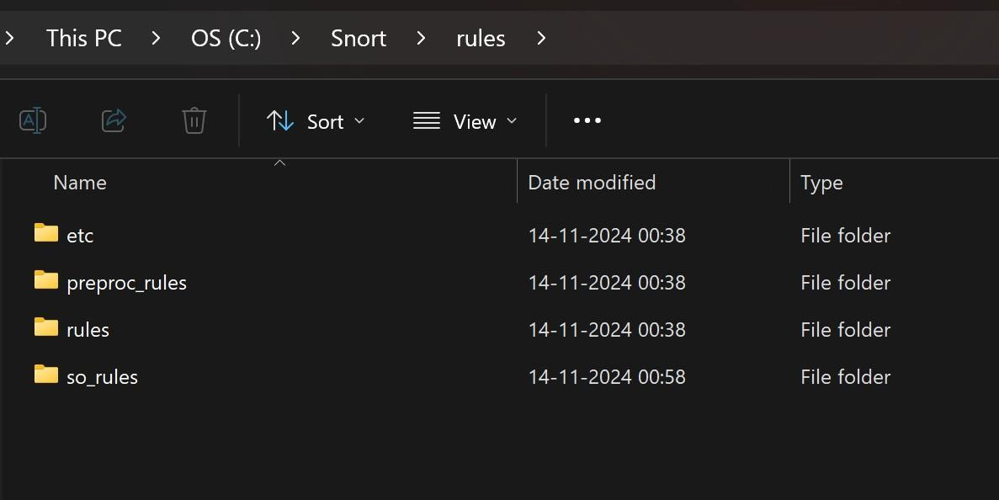 This PC > OS (C:) > Snort > rules >
Sort View
Name Date modified Type
etc 14-11-2024 00:38 File folder
preproc_rules 14-11-2024 00:38 File folder
rules 14-11-2024 00:38 File folder
so_rules 14-11-2024 00:58 File folder